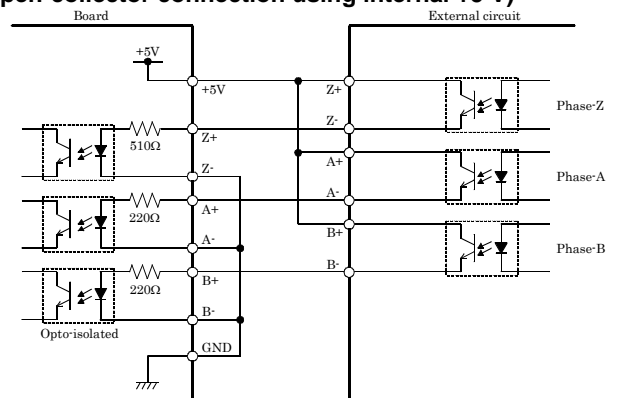 pen-collector connection using internal V)
Board
External circuit
+5V
+5V
Z+
Z-
Phase-Z
510Ω
Z+
Z-
A+
Phase-A
220Ω
A+
A-
A-
B+
Phase-B
220Ω
B+
B-
B-
Opto-isolated
GND